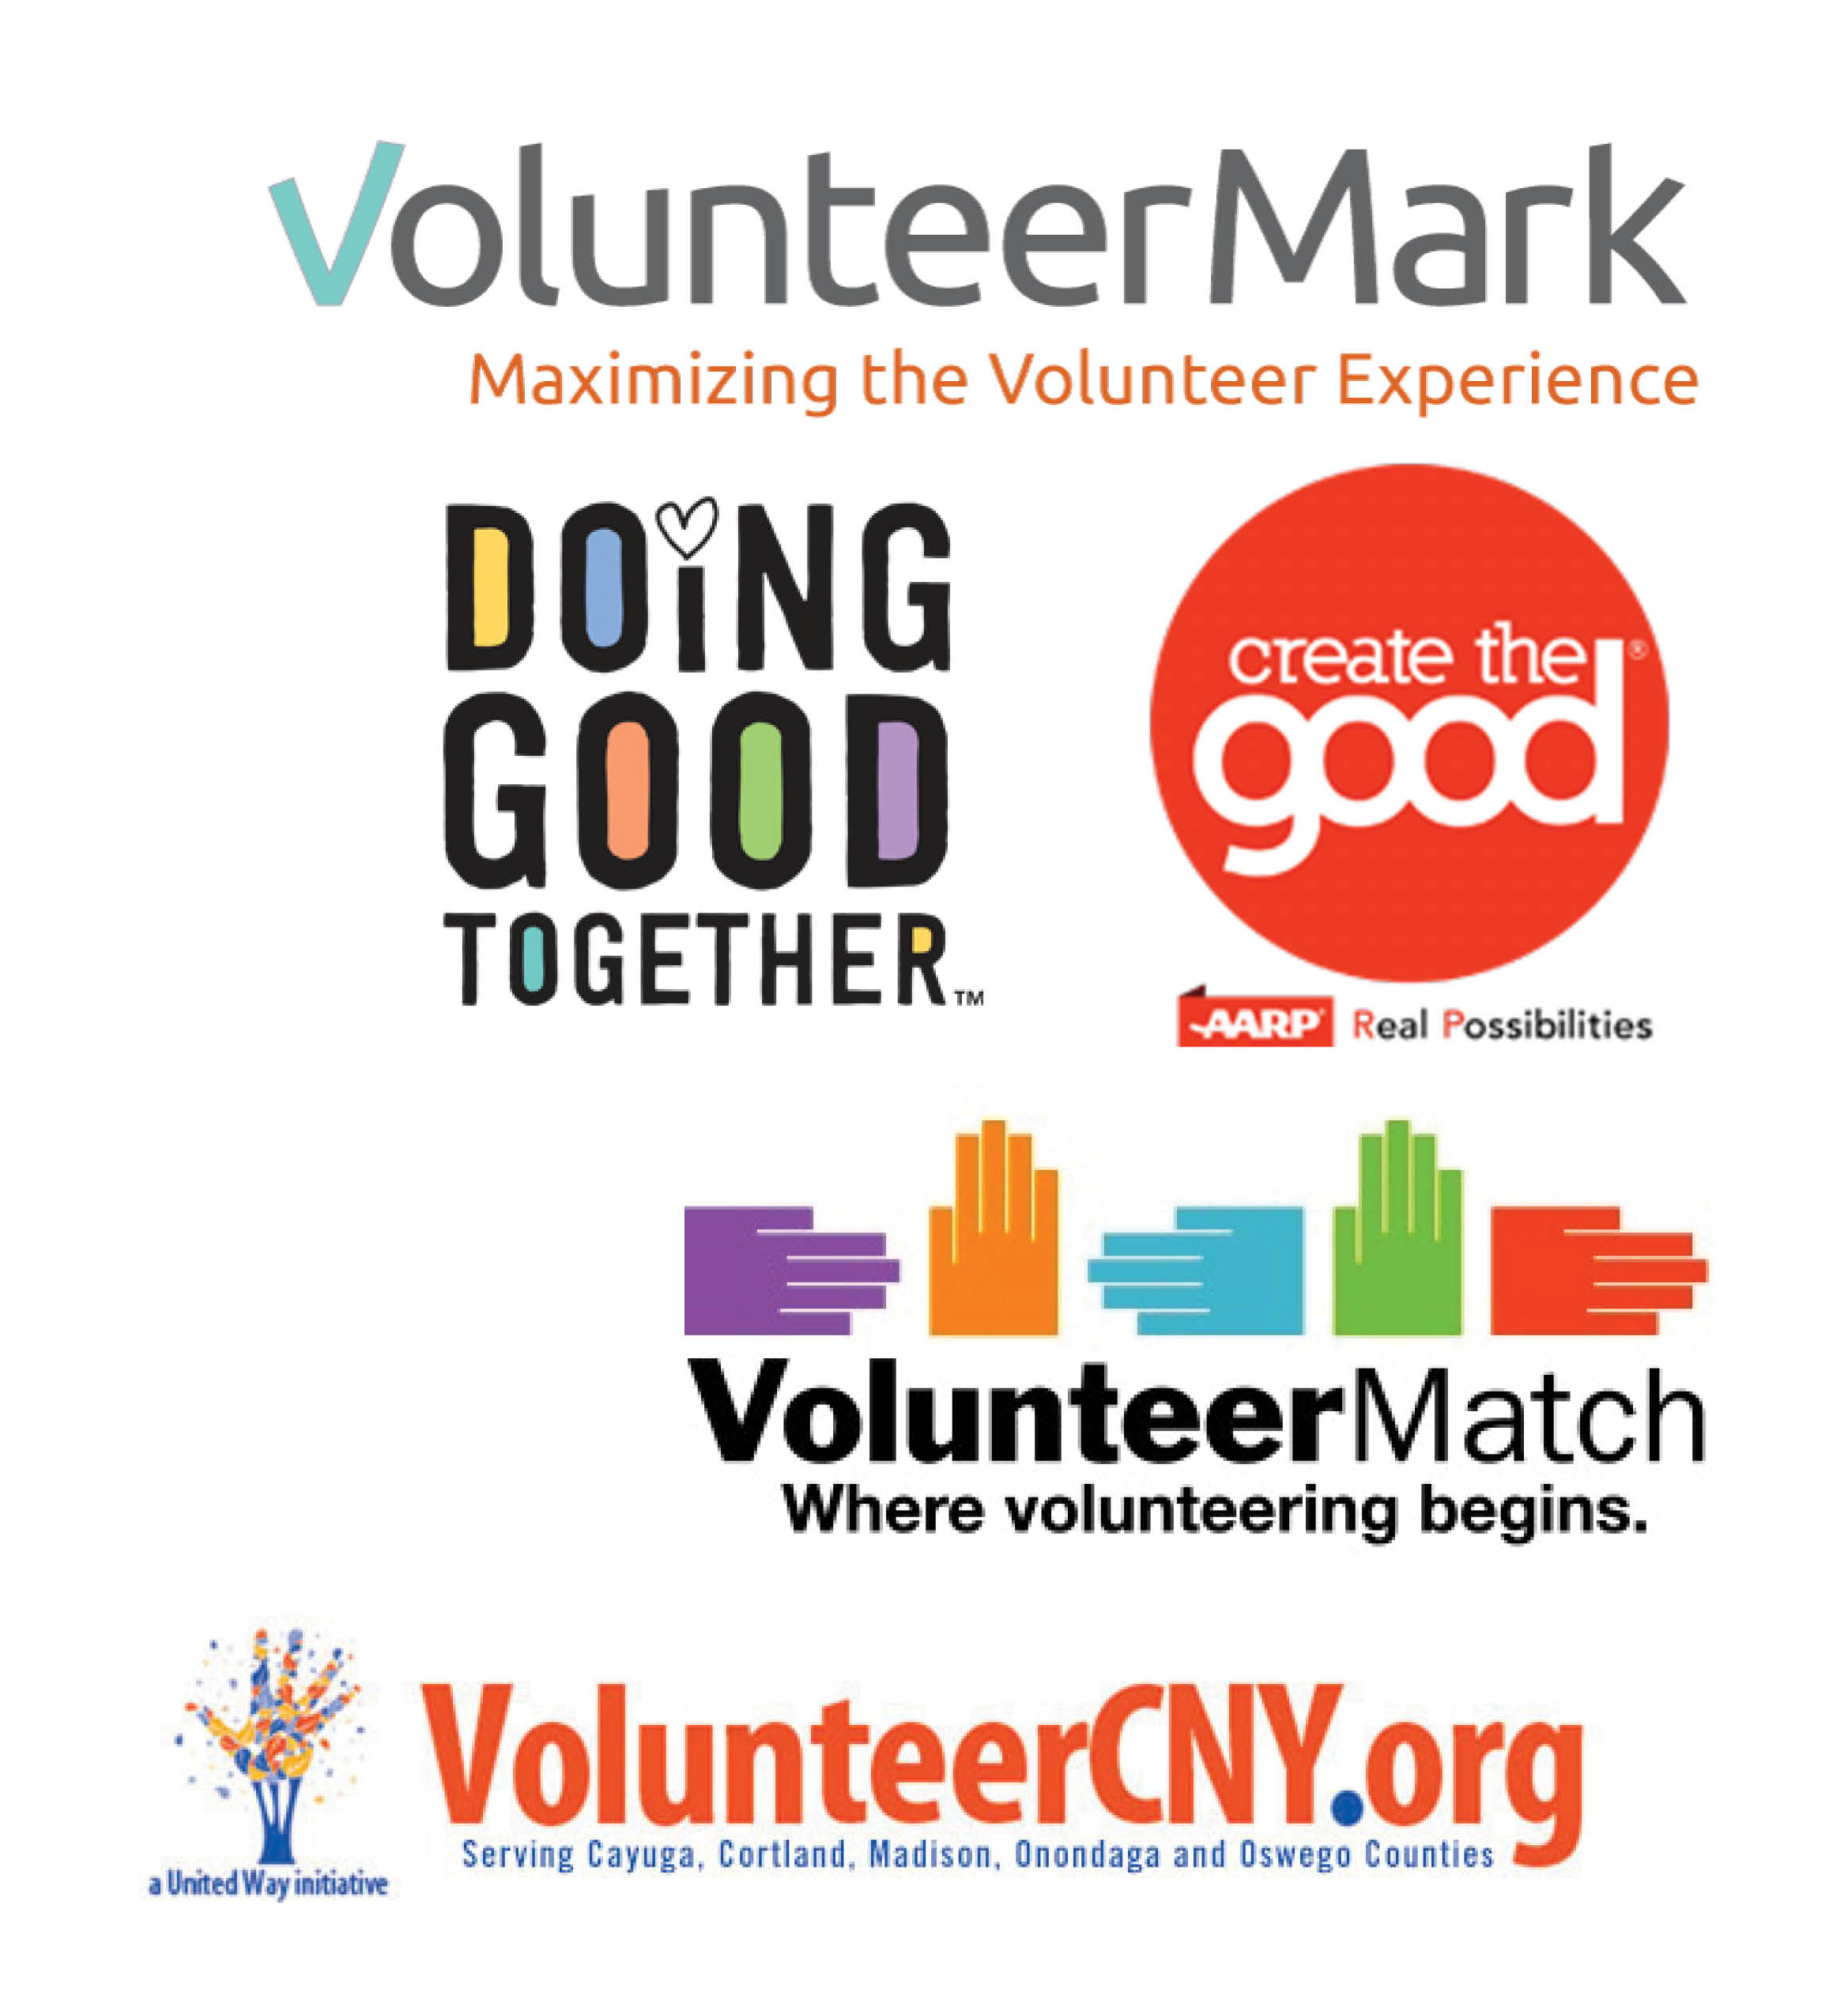 VolunteerMark
Maximizing the Volunteer Experience
DOiNG
GOOD
TOGETHER™
create the
good®
AARP® Real Possibilities
VolunteerMatch
Where volunteering begins.
VolunteerCNY.org
Serving Cayuga, Cortland, Madison, Onondaga and Oswego Counties
a United Way initiative